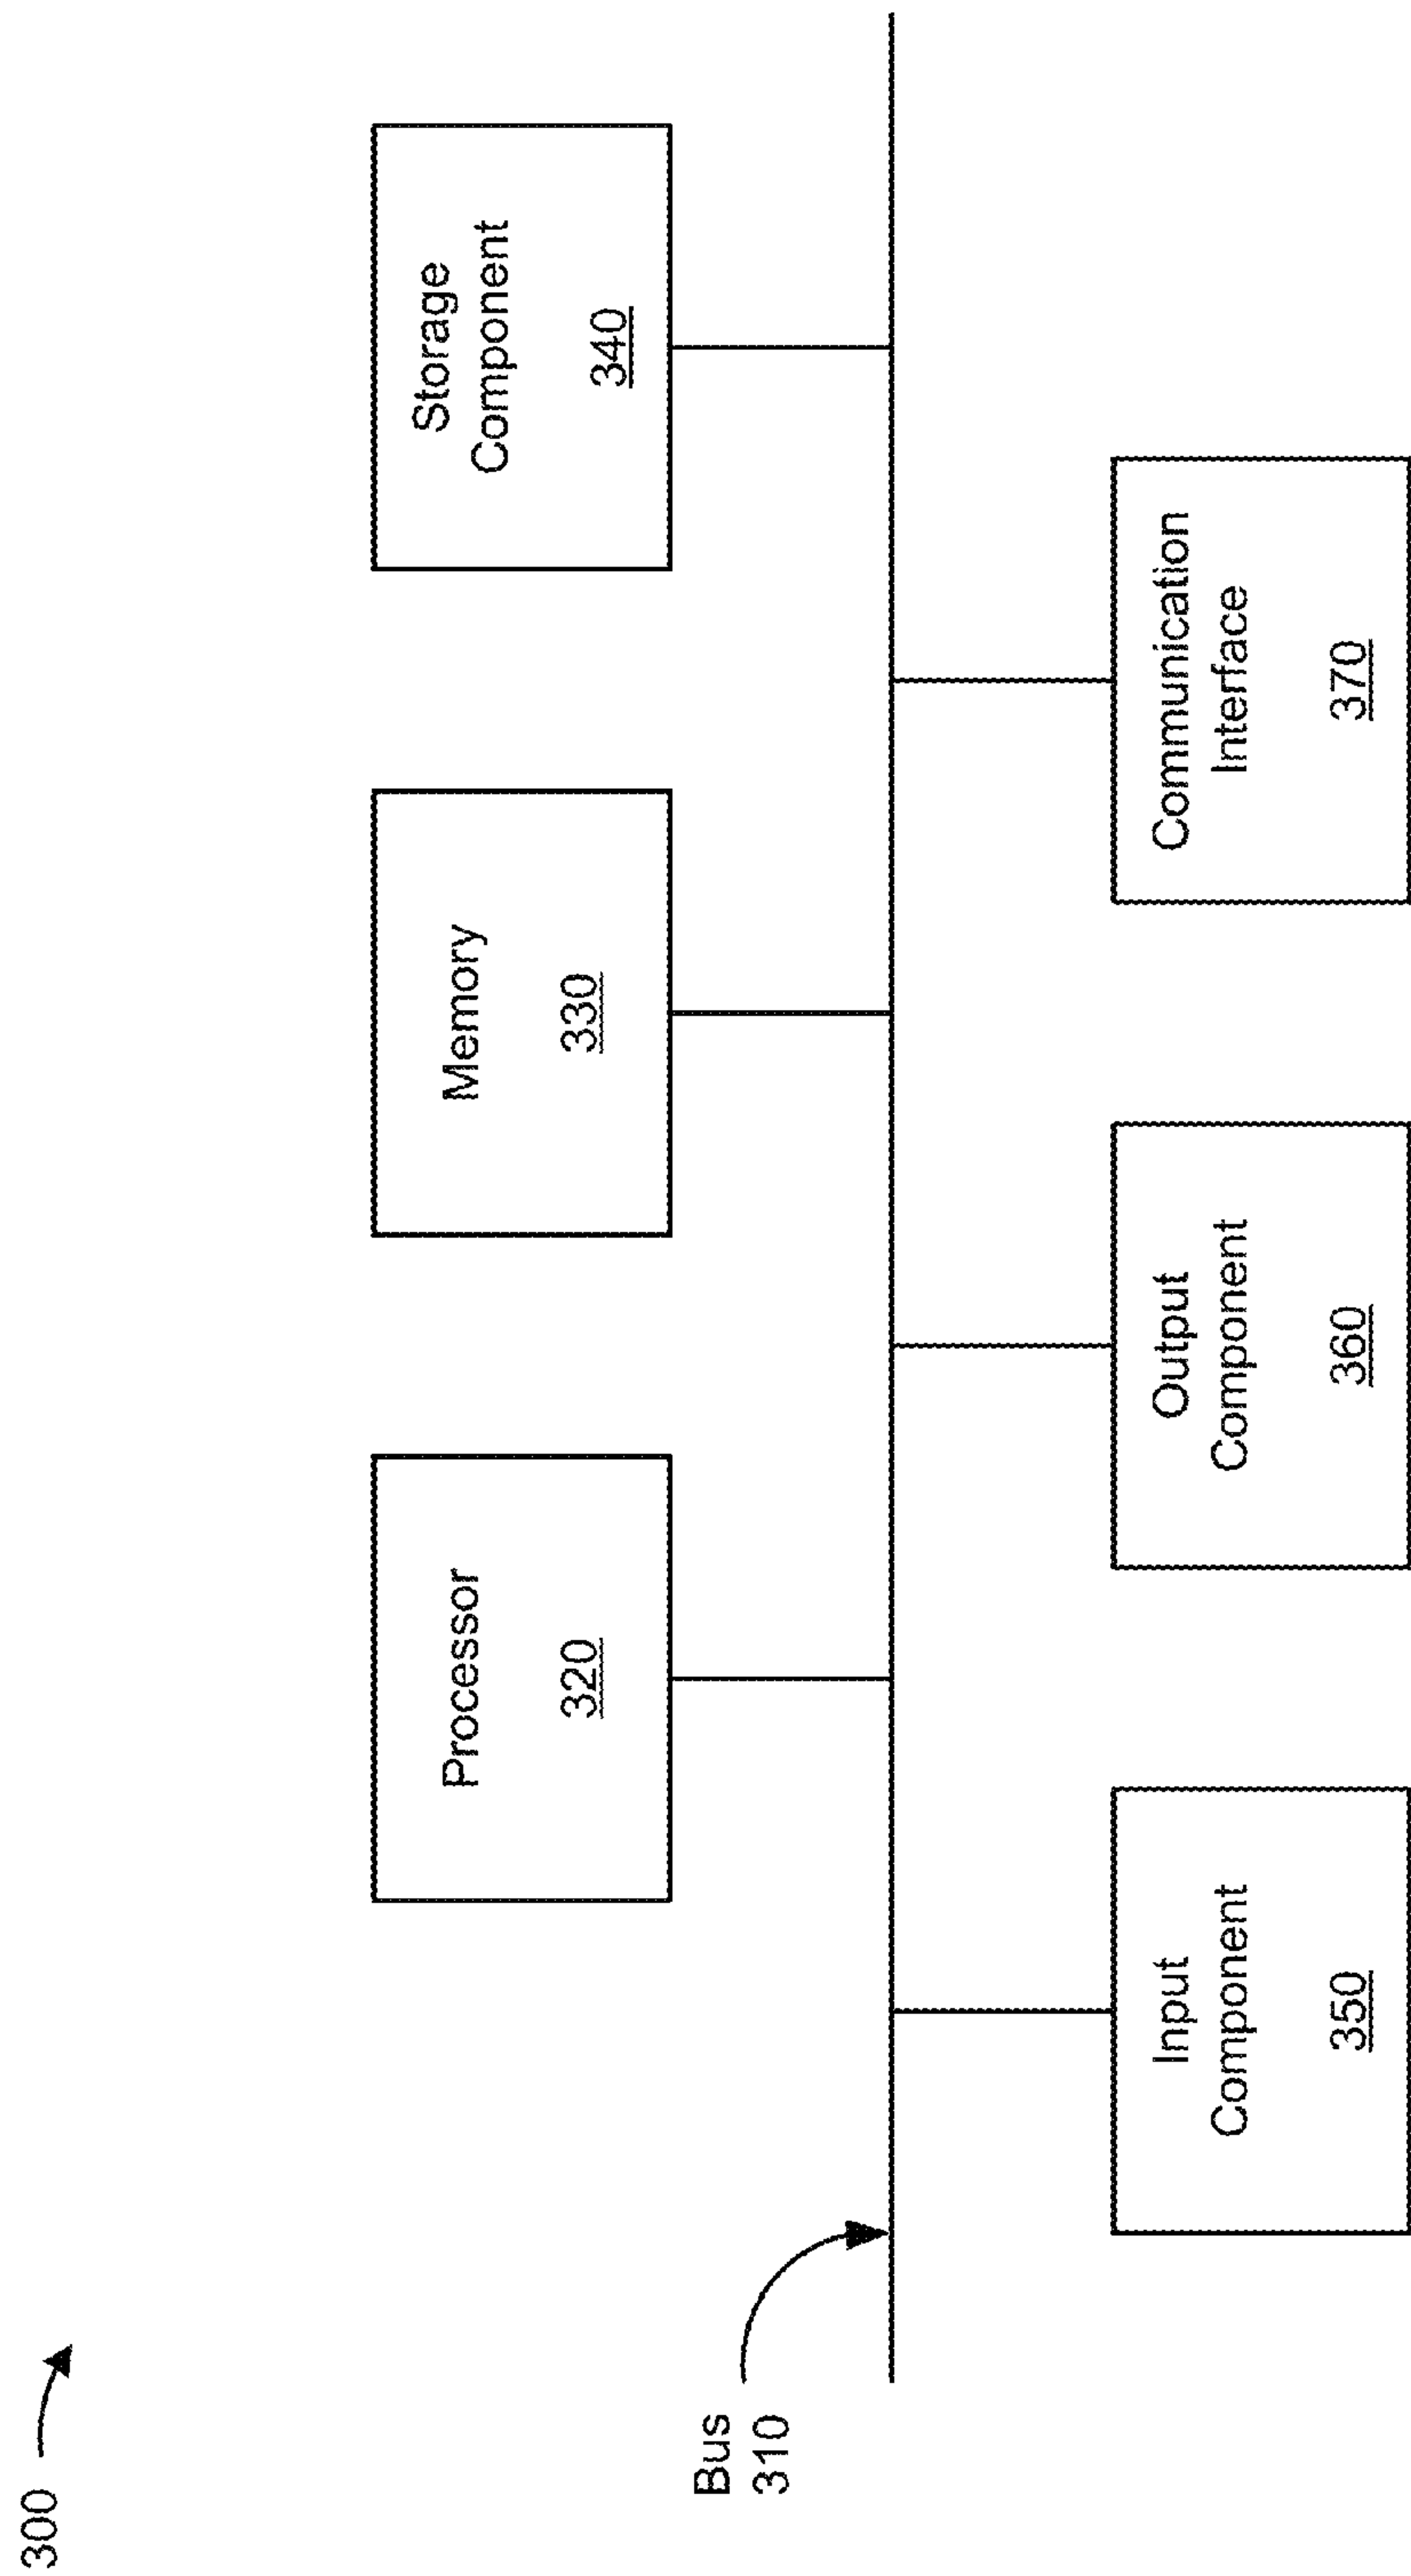 300
Processor
320
Memory
330
Storage
Component
340
Bus
310
Input
Component
350
Output
Component
360
Communication
Interface
370